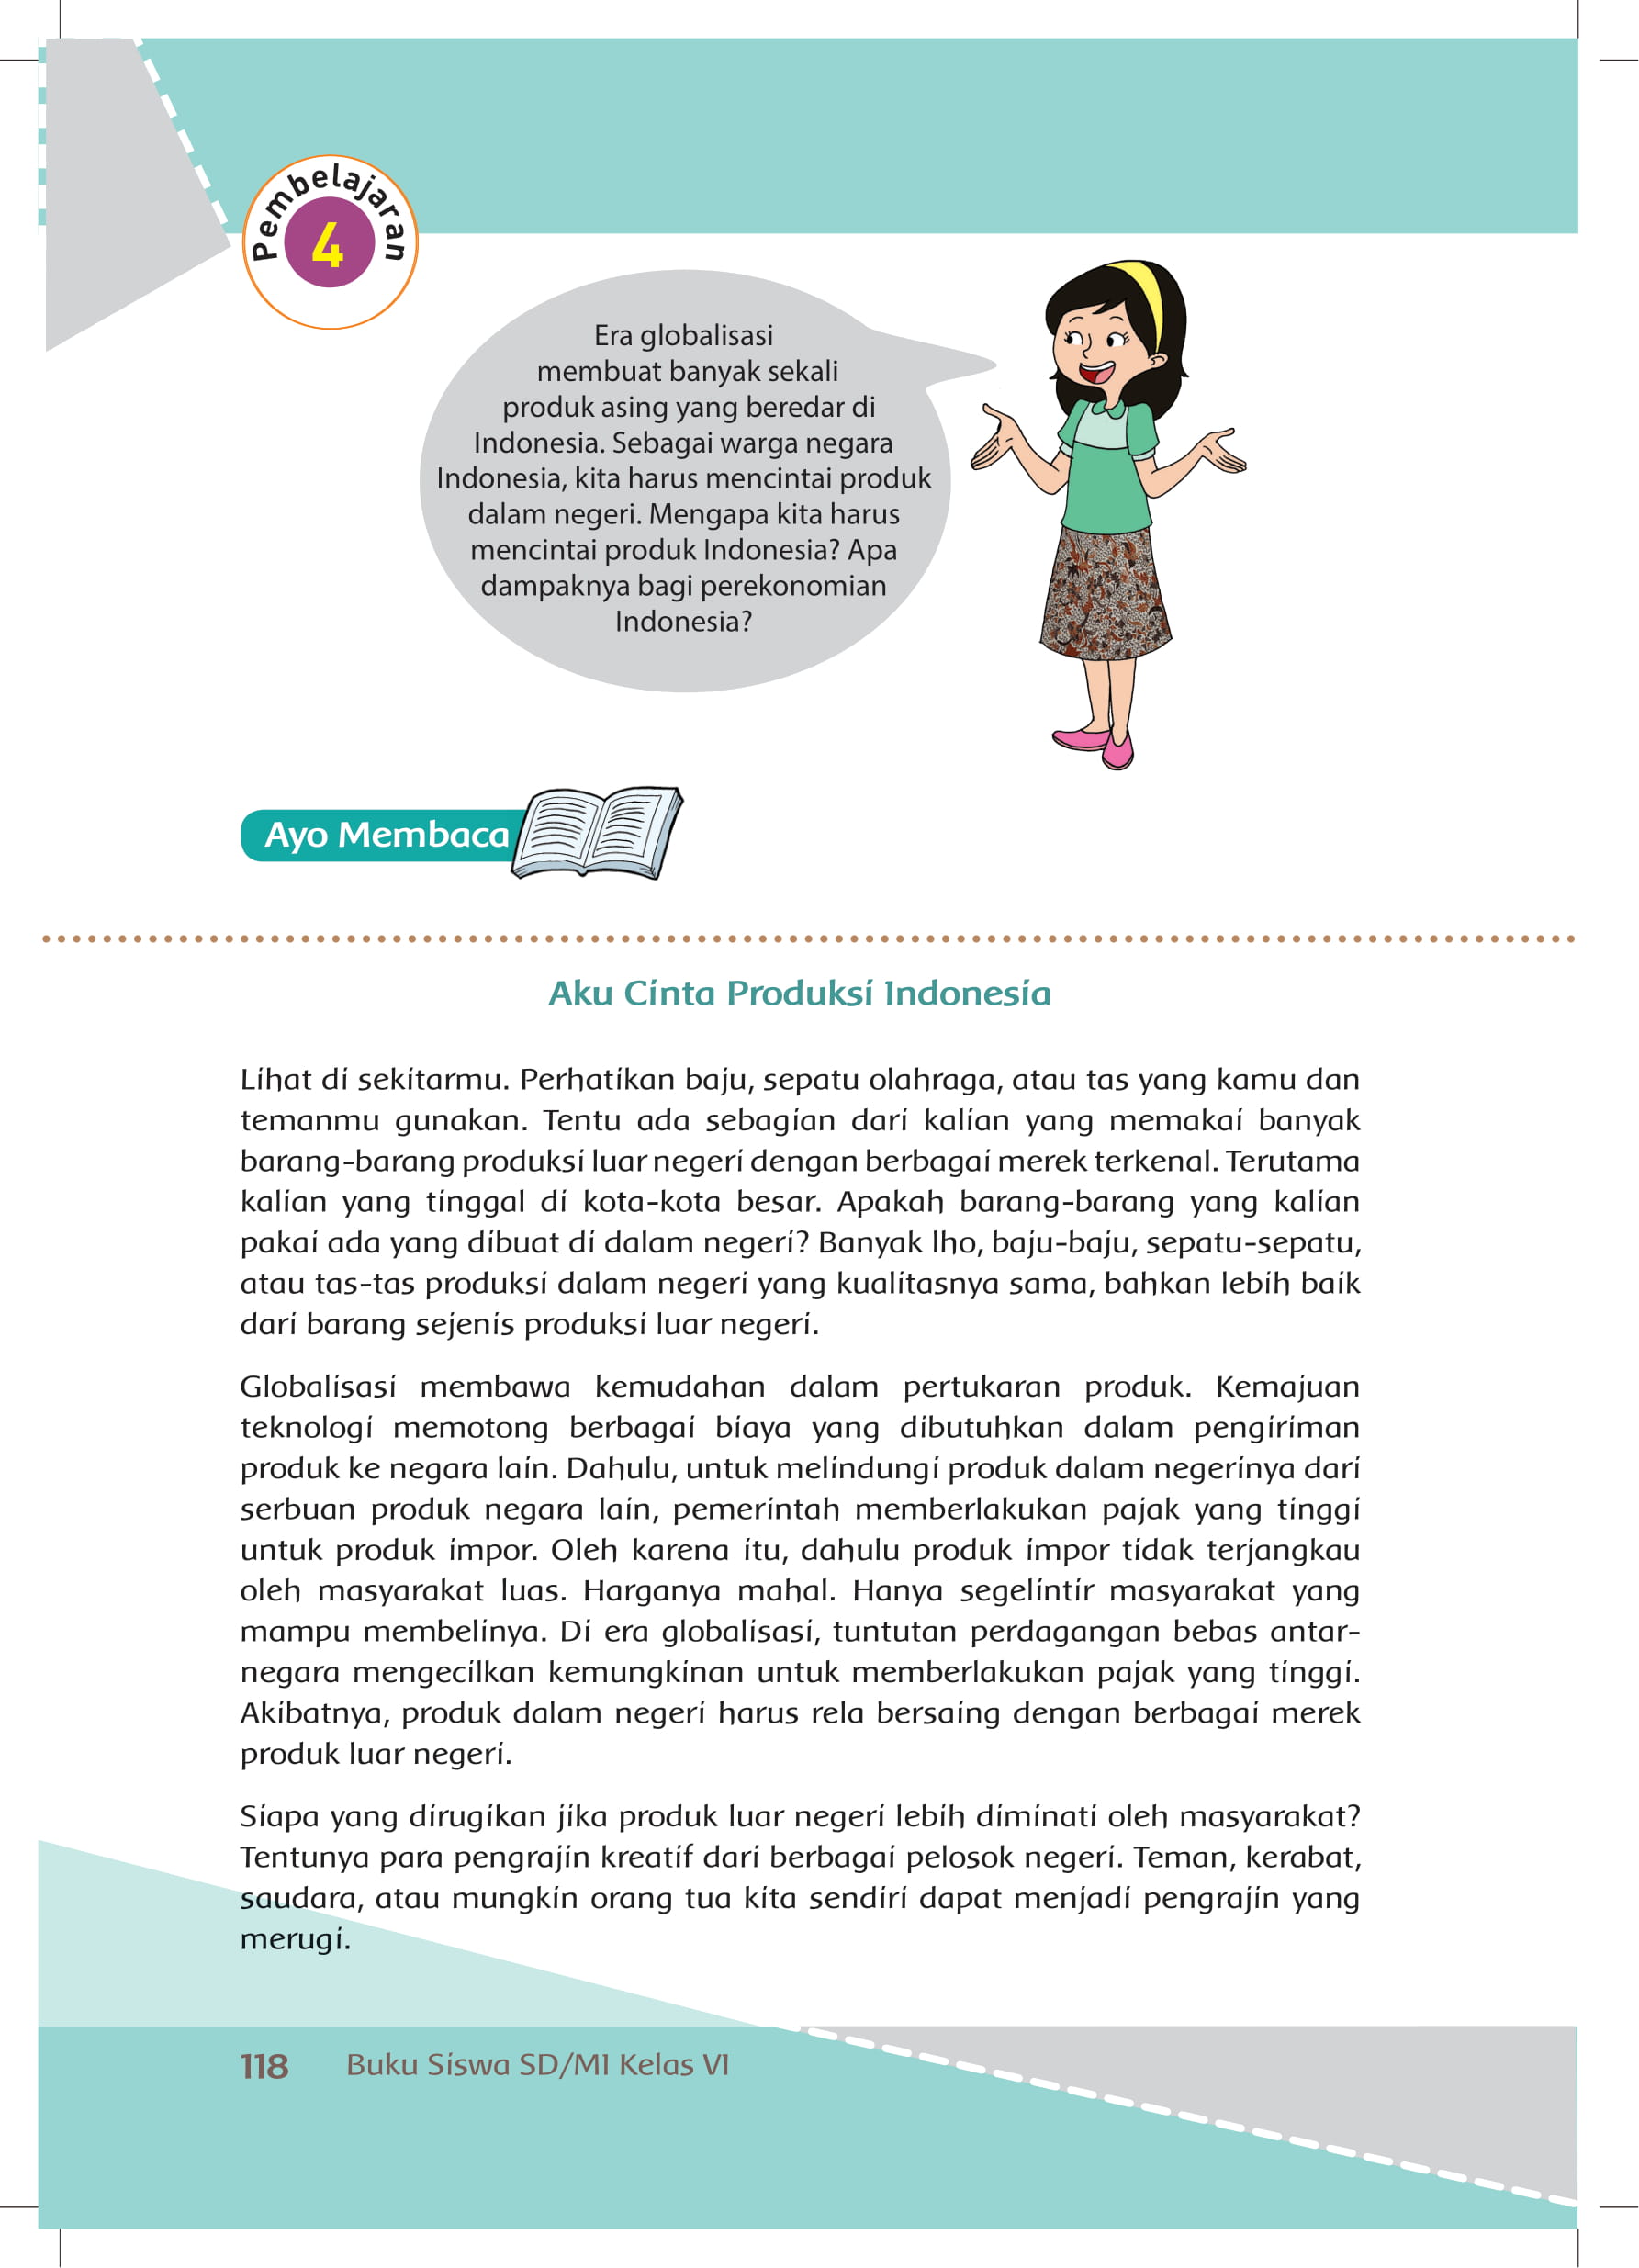 Pembelajaran
4
Era globalisasi
membuat banyak sekali
produk asing yang beredar di
Indonesia. Sebagai warga negara
Indonesia, kita harus mencintai produk
dalam negeri. Mengapa kita harus
mencintai produk Indonesia? Apa
dampaknya bagi perekonomian
Indonesia?
Ayo Membaca
Aku Cinta Produksi Indonesia
Lihat di sekitarmu. Perhatikan baju, sepatu olahraga, atau tas yang kamu dan
temanmu gunakan. Tentu ada sebagian dari kalian yang memakai banyak
barang-barang produksi luar negeri dengan berbagai merek terkenal. Terutama
kalian yang tinggal di kota-kota besar. Apakah barang-barang yang kalian
pakai ada yang dibuat di dalam negeri? Banyak lho, baju-baju, sepatu-sepatu,
atau tas-tas produksi dalam negeri yang kualitasnya sama, bahkan lebih baik
dari barang sejenis produksi luar negeri.
Globalisasi membawa kemudahan dalam pertukaran produk. Kemajuan
teknologi memotong berbagai biaya yang dibutuhkan dalam pengiriman
produk ke negara lain. Dahulu, untuk melindungi produk dalam negerinya dari
serbuan produk negara lain, pemerintah memberlakukan pajak yang tinggi
untuk produk impor. Oleh karena itu, dahulu produk impor tidak terjangkau
oleh masyarakat luas. Harganya mahal. Hanya segelintir masyarakat yang
mampu membelinya. Di era globalisasi, tuntutan perdagangan bebas antar-
negara mengecilkan kemungkinan untuk memberlakukan pajak yang tinggi.
Akibatnya, produk dalam negeri harus rela bersaing dengan berbagai merek
produk luar negeri.
Siapa yang dirugikan jika produk luar negeri lebih diminati oleh masyarakat?
Tentunya para pengrajin kreatif dari berbagai pelosok negeri. Teman, kerabat,
saudara, atau mungkin orang tua kita sendiri dapat menjadi pengrajin yang
merugi.
118 Buku Siswa SD/MI Kelas VI